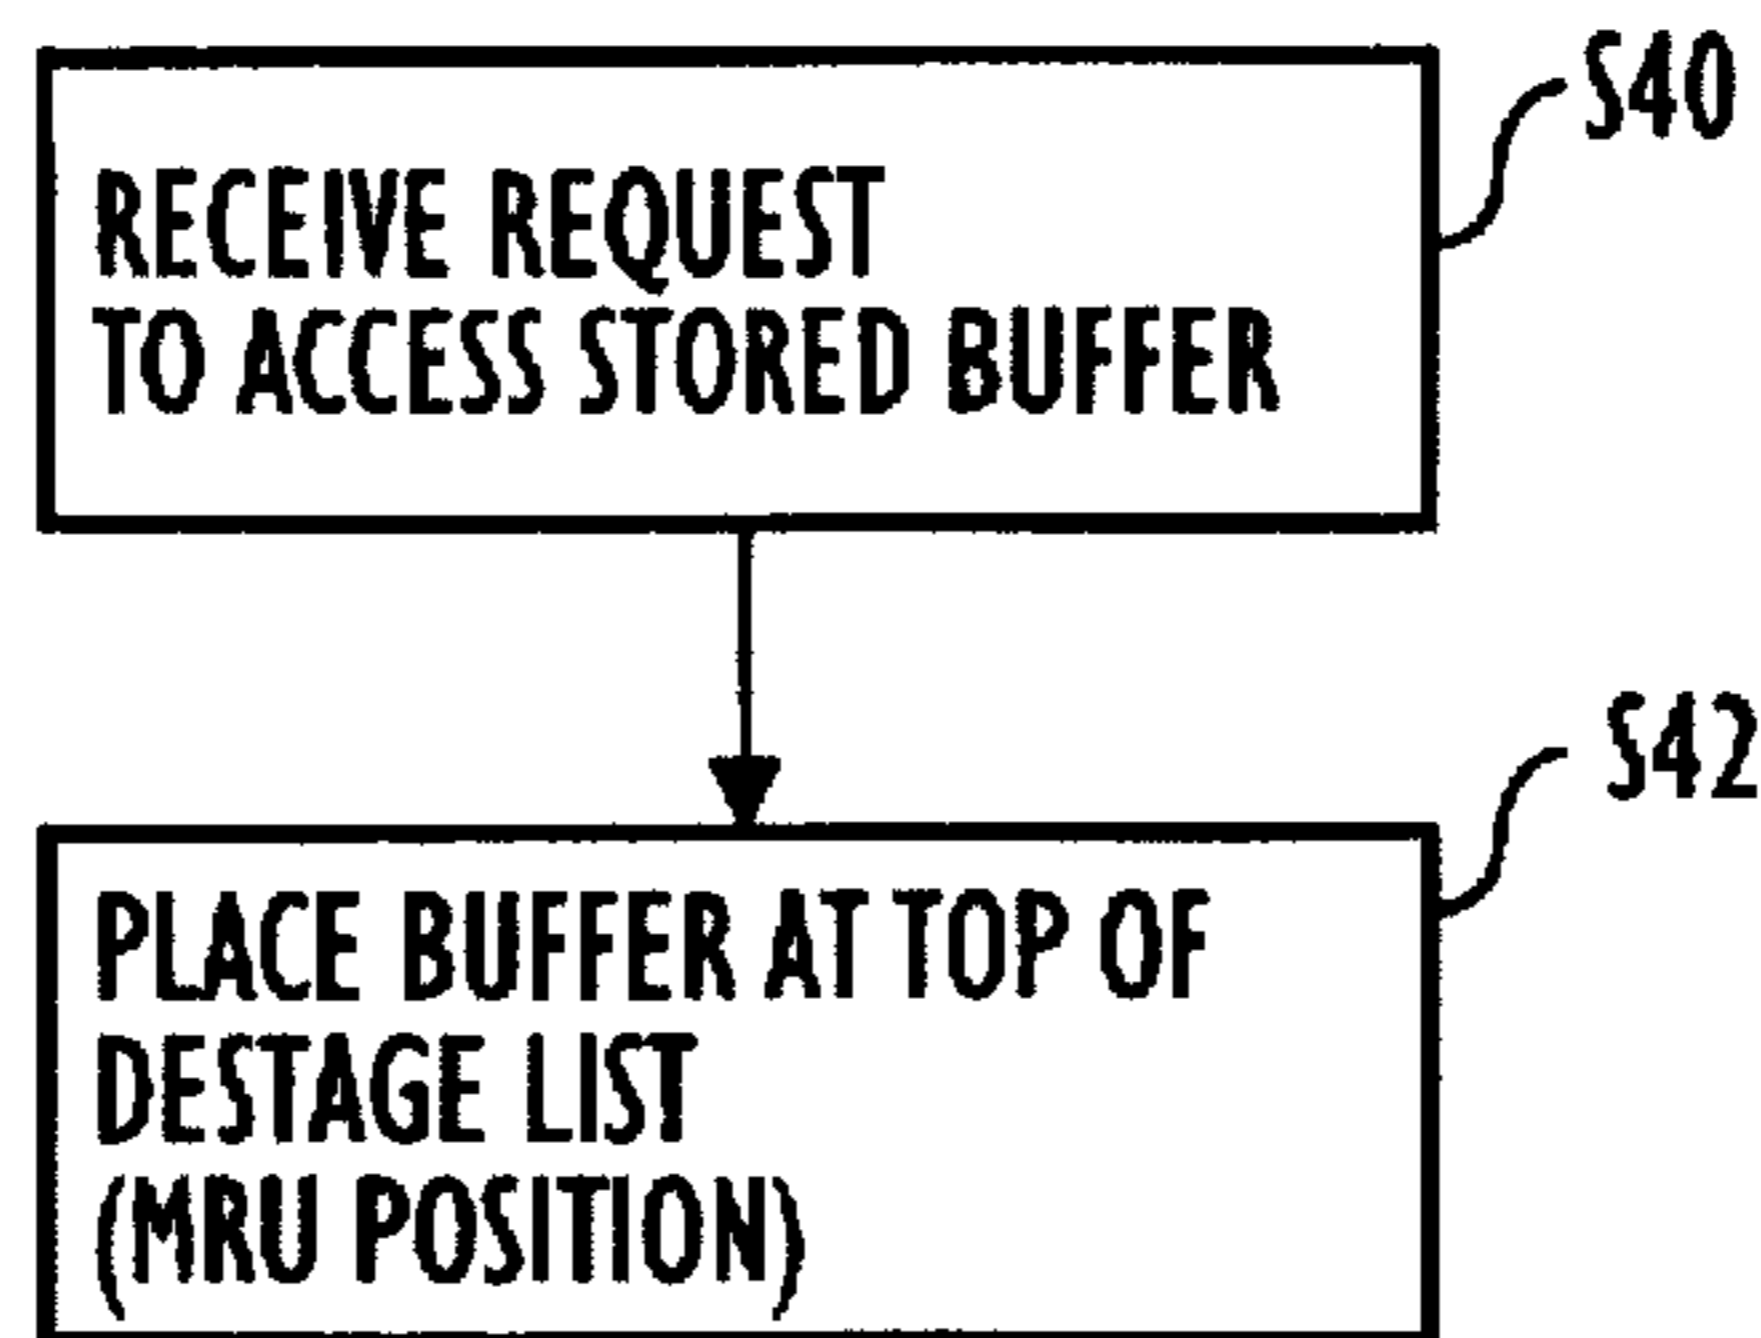 S40
RECEIVE REQUEST
TO ACCESS STORED BUFFER
S42
PLACE BUFFER AT TOP OF
DESTAGE LIST
(MRU POSITION)